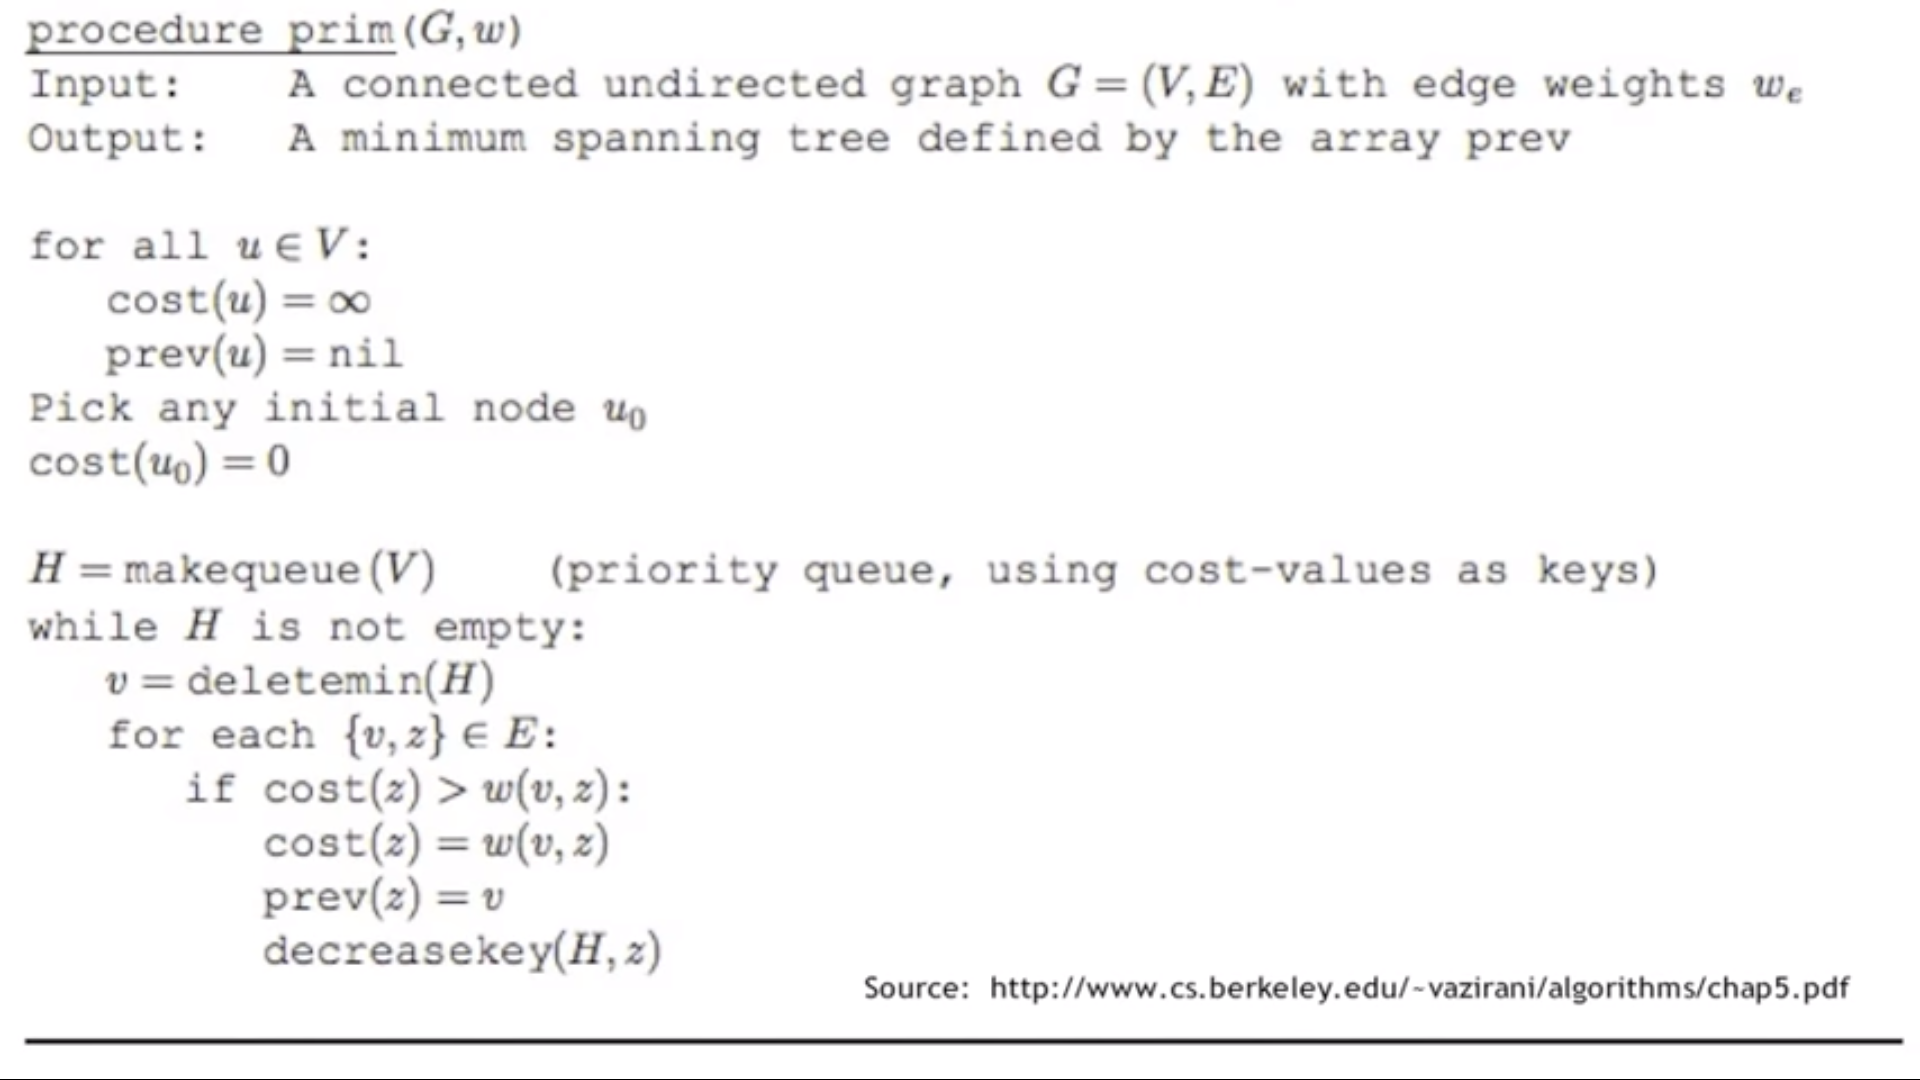 procedure prim(G, w)
Input: A connected undirected graph G = (V, E) with edge weights wₑ
Output: A minimum spanning tree defined by the array prev
for all u ∈ V:
cost(u) = ∞
prev(u) = nil
Pick any initial node u₀
cost(u₀) = 0
H = makequeue(V) (priority queue, using cost-values as keys)
while H is not empty:
v = deletemin(H)
for each {v, z} ∈ E:
if cost(z) > w(v, z):
cost(z) = w(v, z)
prev(z) = v
decreasekey(H, z)
Source: http://www.cs.berkeley.edu/~vazirani/algorithms/chap5.pdf